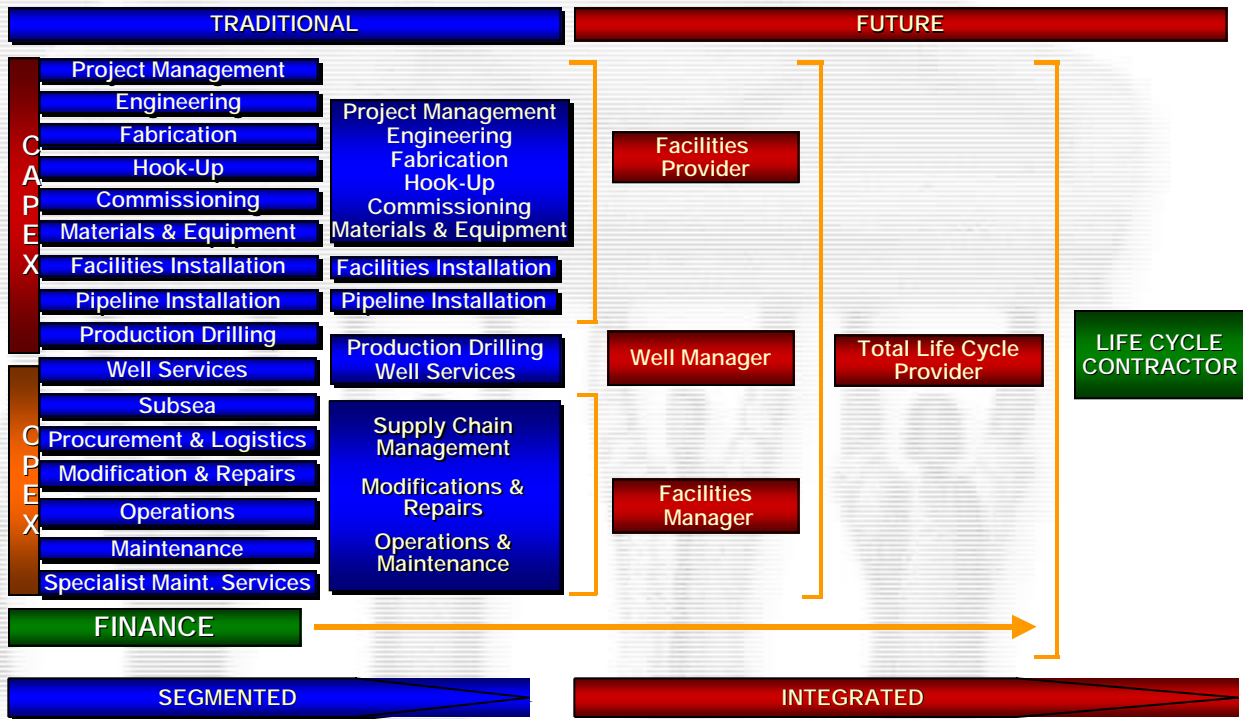 TRADITIONAL
FUTURE
CAPEX
Project Management
Engineering
Fabrication
Hook-Up
Commissioning
Materials & Equipment
Facilities Installation
Pipeline Installation
Production Drilling
OPEX
Well Services
Subsea
Procurement & Logistics
Modification & Repairs
Operations
Maintenance
Specialist Maint. Services
Project Management
Engineering
Fabrication
Hook-Up
Commissioning
Materials & Equipment
Facilities Installation
Pipeline Installation
Production Drilling
Well Services
Supply Chain
Management
Modifications &
Repairs
Operations &
Maintenance
Facilities
Provider
Well Manager
Facilities
Manager
Total Life Cycle
Provider
LIFE CYCLE
CONTRACTOR
FINANCE
SEGMENTED
INTEGRATED